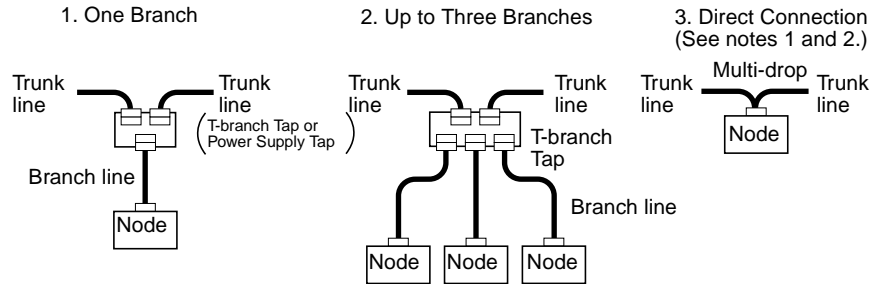 1. One Branch
Trunk
line
Trunk
line
(T-branch Tap or
Power Supply Tap)
Branch line
Node
2. Up to Three Branches
Trunk
line
Trunk
line
T-branch
Tap
Branch line
Node
Node
Node
3. Direct Connection
(See notes 1 and 2.)
Multi-drop
Trunk
line
Trunk
line
Node